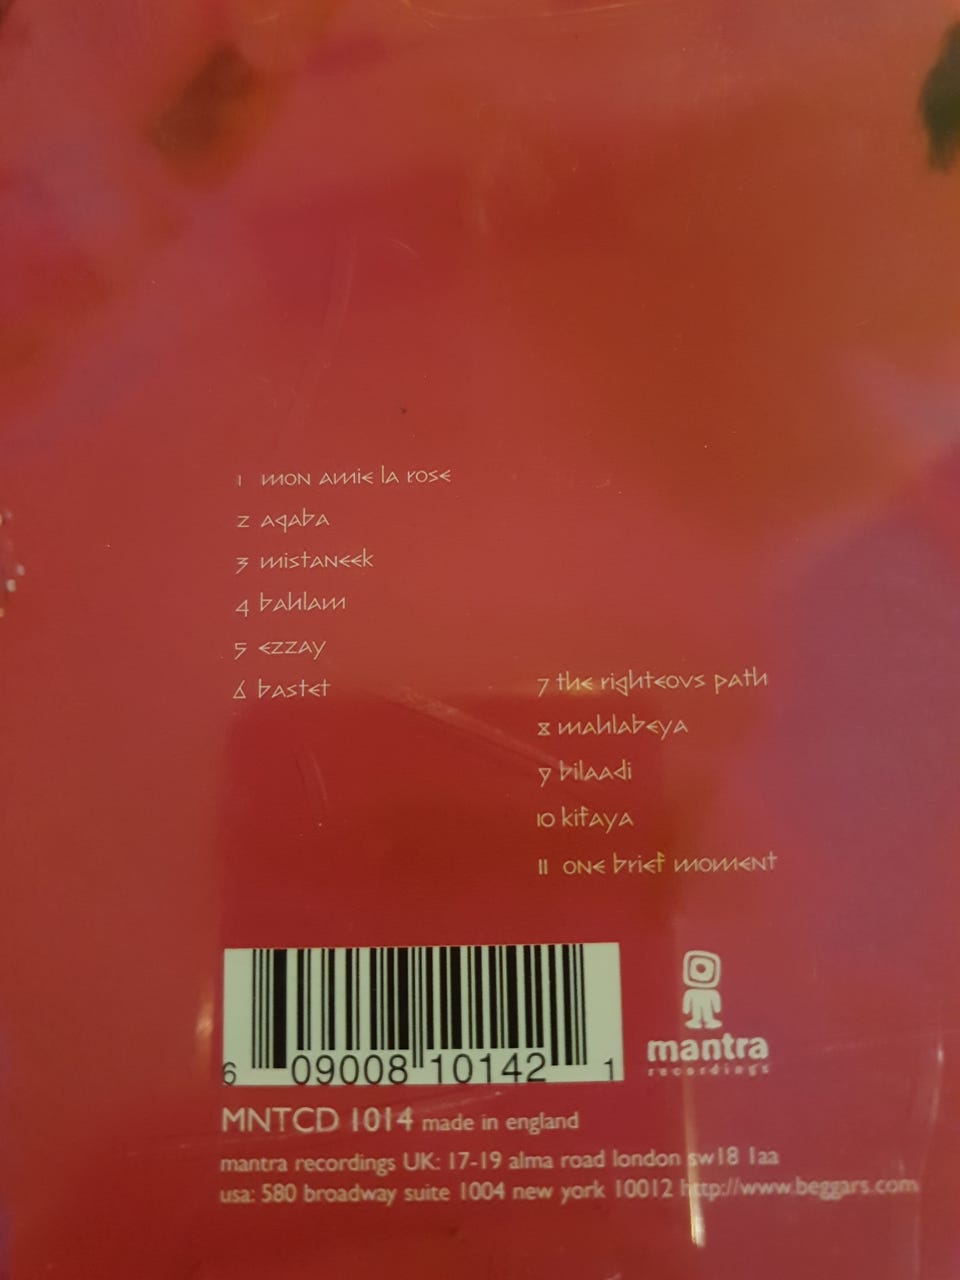 1 mon amie la rose
2 aqaba
3 mistaneek
4 bahlam
5 ezzay
6 bastet
7 the righteous path
8 mahlabeya
9 bilaadi
10 kifaya
11 one brief moment
6 09008 10142 1
mantra
recordings
MNTCD 1014 made in england
mantra recordings UK: 17-19 alma road london sw18 1aa
usa: 580 broadway suite 1004 new york 10012 http://www.beggars.com